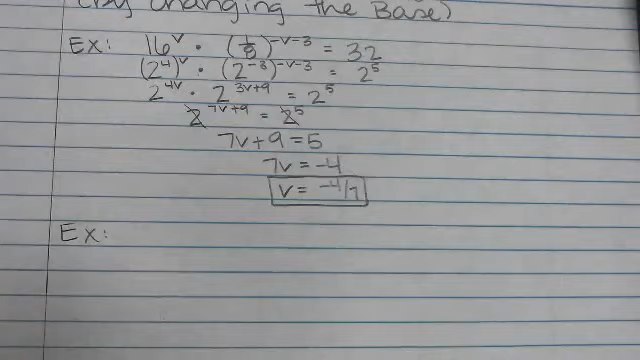 (By Changing the Base)
Ex: 16^v · (1/8)^-v-3 = 32
(2^4)^v · (2^-3)^-v-3 = 2^5
2^4v · 2^3v+9 = 2^5
2^7v+9 = 2^5
7v+9 = 5
7v = -4
v = -4/7
Ex: